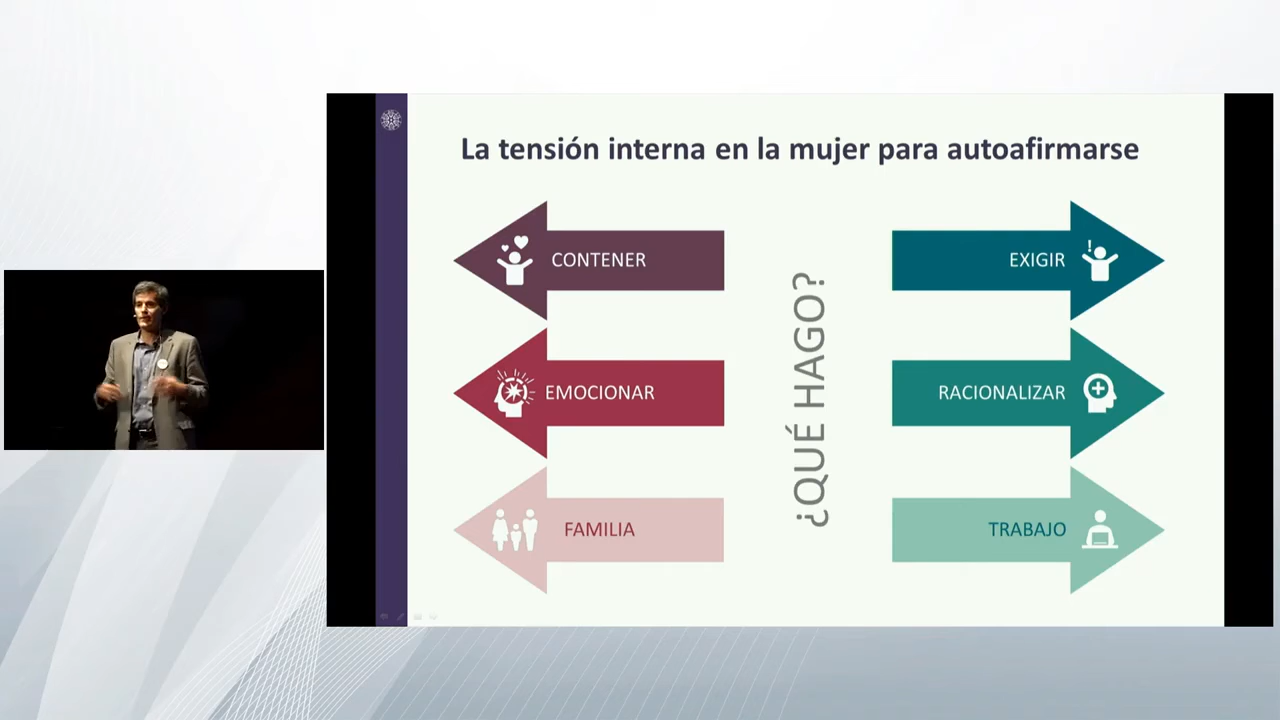 La tensión interna en la mujer para autoafirmarse
CONTENER
EXIGIR
¿QUÉ HAGO?
EMOCIONAR
RACIONALIZAR
FAMILIA
TRABAJO